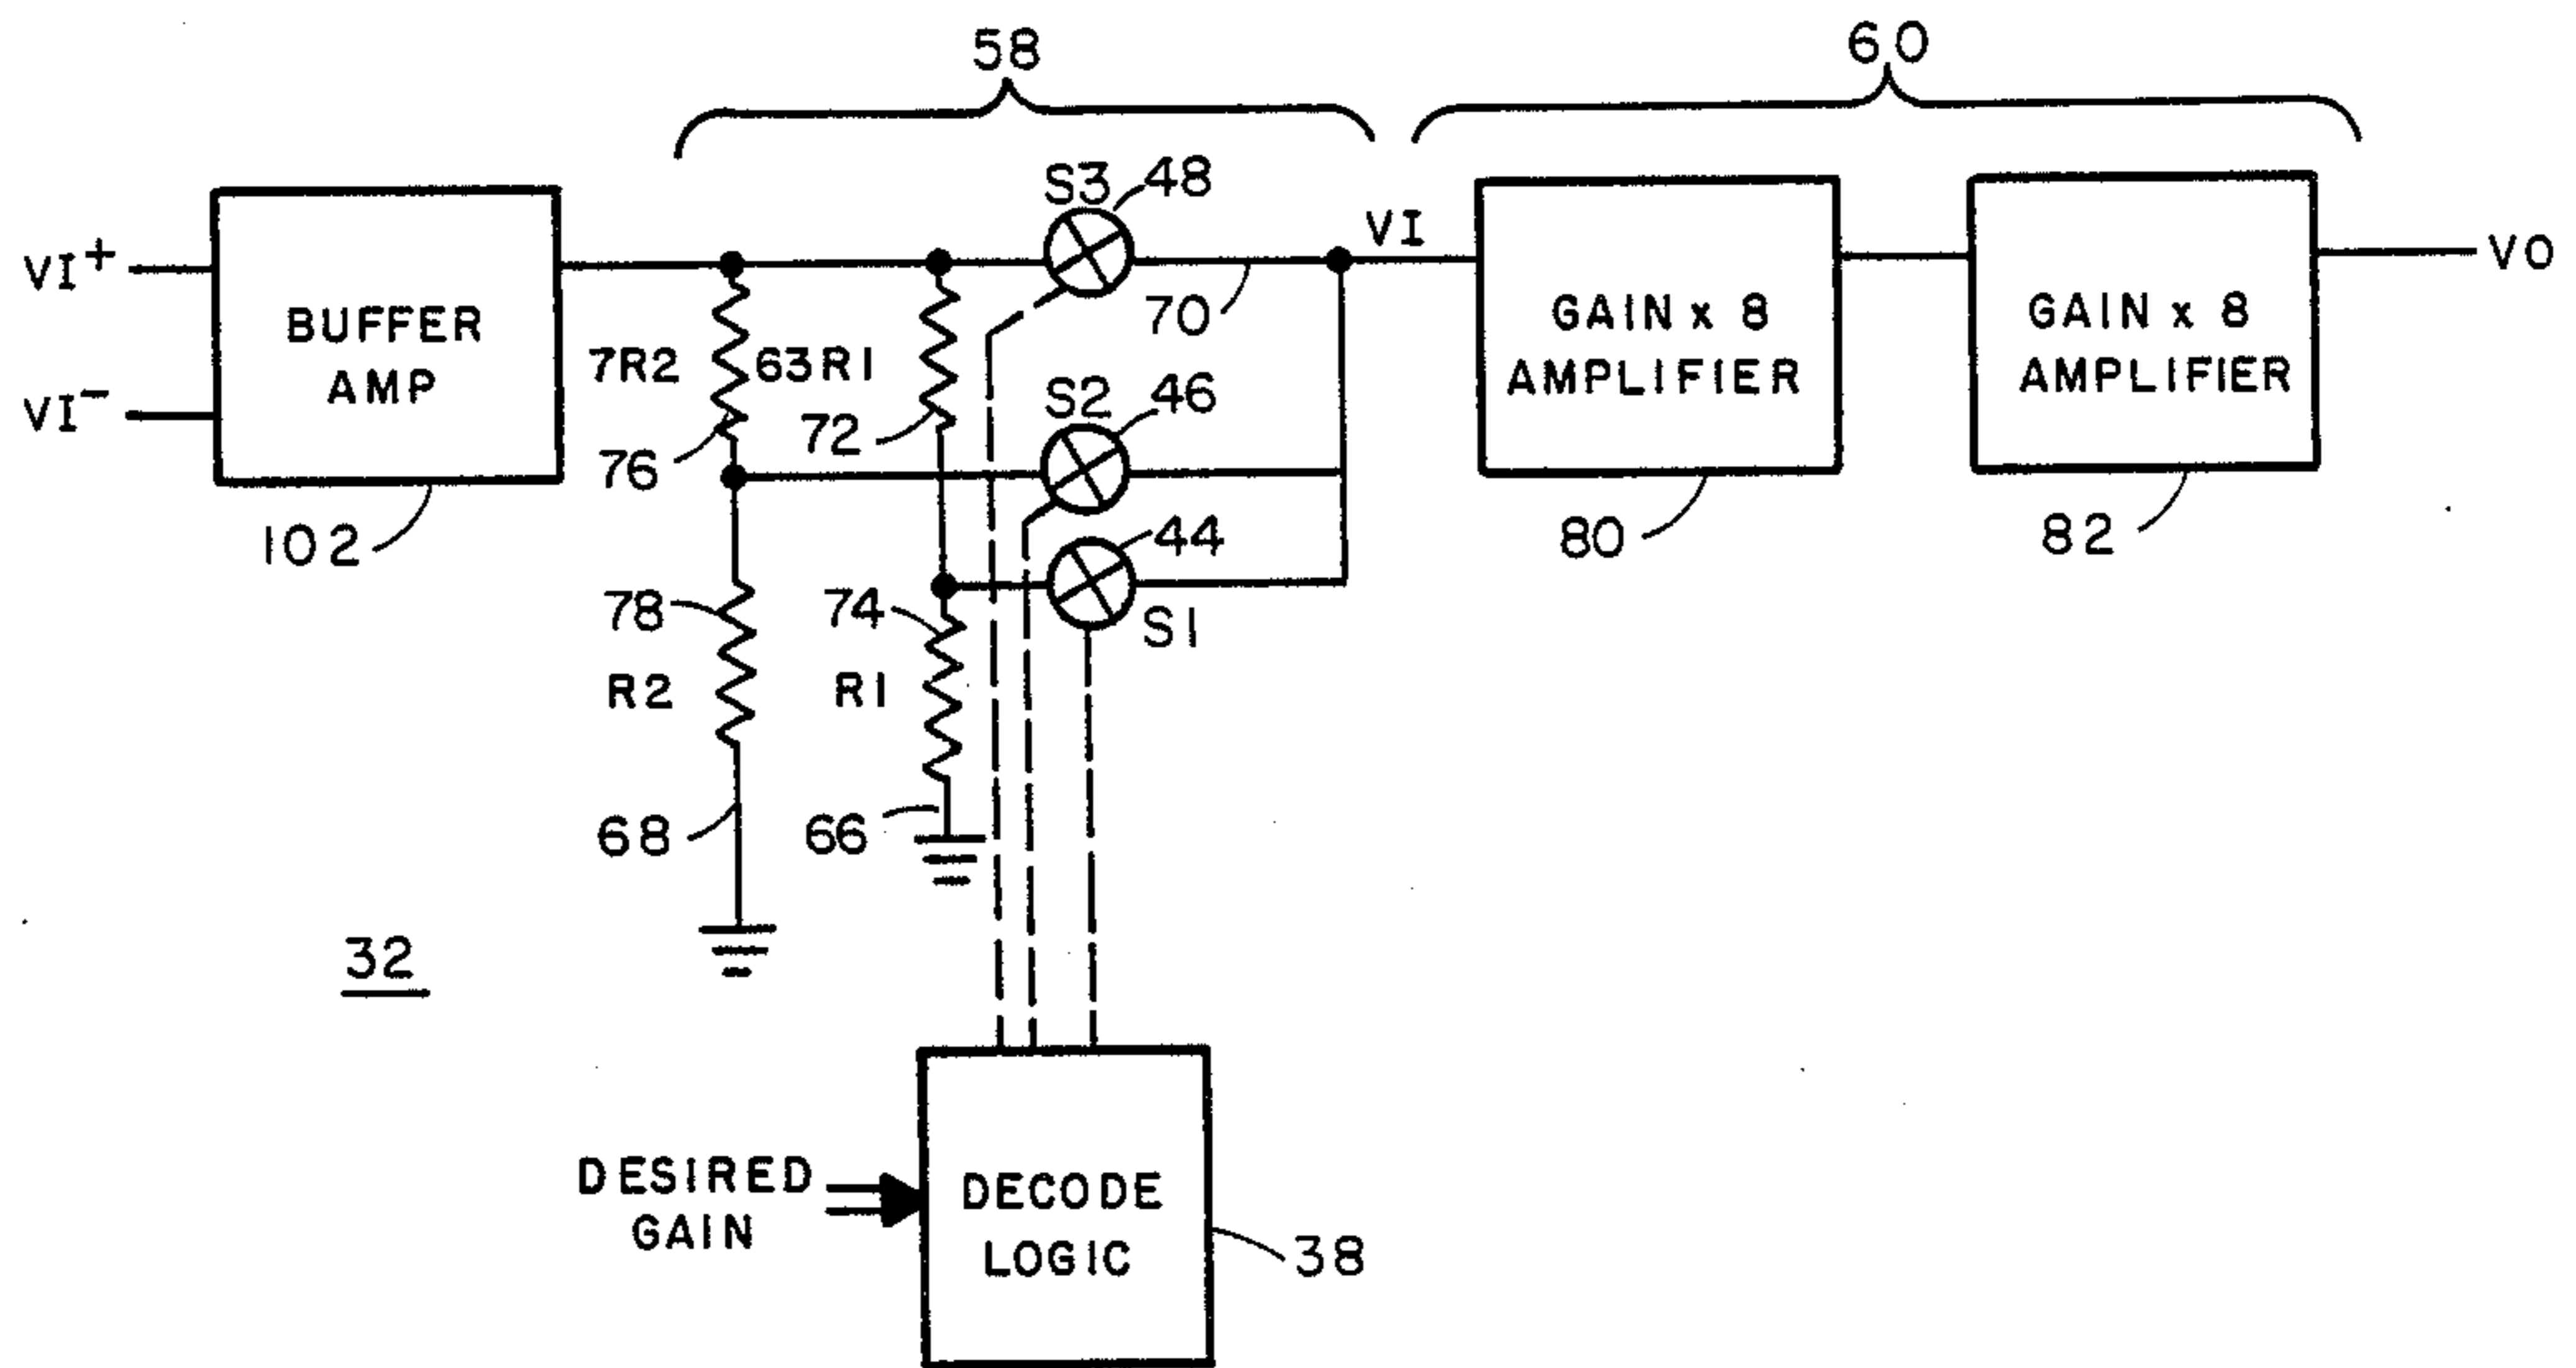 58
60
S3
48
VI+
BUFFER
AMP
VI-
102
7R2
63R1
76
72
70
VI
GAIN x 8
AMPLIFIER
80
GAIN x 8
AMPLIFIER
82
VO
S2
46
44
S1
78
R2
74
R1
68
66
32
DESIRED
GAIN
DECODE
LOGIC
38